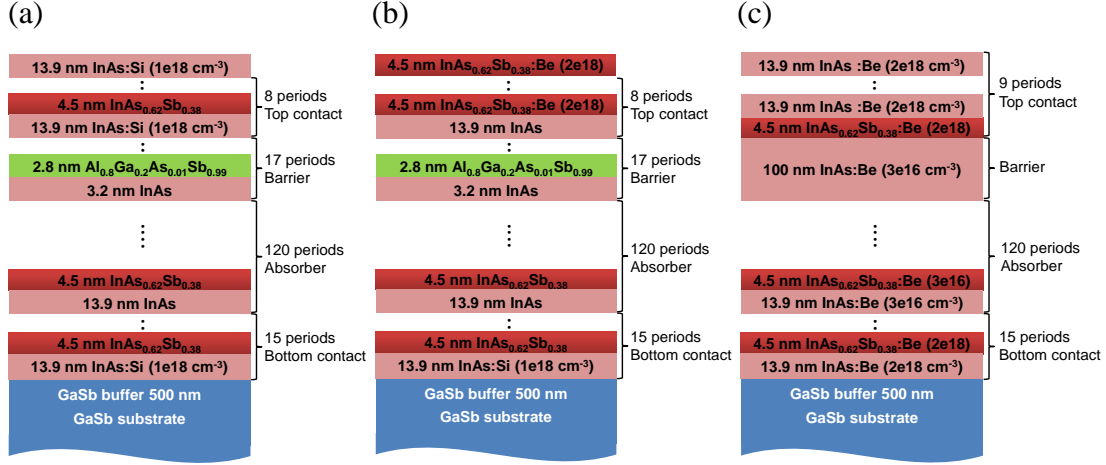 (a)
13.9 nm InAs:Si (1e18 cm⁻³)
4.5 nm InAs₀.₆₂Sb₀.₃₈
13.9 nm InAs:Si (1e18 cm⁻³)
8 periods
Top contact
2.8 nm Al₀.₈Ga₀.₂As₀.₀₁Sb₀.₉₉
3.2 nm InAs
17 periods
Barrier
4.5 nm InAs₀.₆₂Sb₀.₃₈
13.9 nm InAs
120 periods
Absorber
4.5 nm InAs₀.₆₂Sb₀.₃₈
13.9 nm InAs:Si (1e18 cm⁻³)
15 periods
Bottom contact
GaSb buffer 500 nm
GaSb substrate
(b)
4.5 nm InAs₀.₆₂Sb₀.₃₈:Be (2e18)
4.5 nm InAs₀.₆₂Sb₀.₃₈:Be (2e18)
13.9 nm InAs
8 periods
Top contact
2.8 nm Al₀.₈Ga₀.₂As₀.₀₁Sb₀.₉₉
3.2 nm InAs
17 periods
Barrier
4.5 nm InAs₀.₆₂Sb₀.₃₈
13.9 nm InAs
120 periods
Absorber
4.5 nm InAs₀.₆₂Sb₀.₃₈
13.9 nm InAs:Si (1e18 cm⁻³)
15 periods
Bottom contact
GaSb buffer 500 nm
GaSb substrate
(c)
13.9 nm InAs :Be (2e18 cm⁻³)
13.9 nm InAs :Be (2e18 cm⁻³)
4.5 nm InAs₀.₆₂Sb₀.₃₈:Be (2e18)
9 periods
Top contact
100 nm InAs:Be (3e16 cm⁻³)
Barrier
4.5 nm InAs₀.₆₂Sb₀.₃₈:Be (3e16)
13.9 nm InAs:Be (3e16 cm⁻³)
120 periods
Absorber
4.5 nm InAs₀.₆₂Sb₀.₃₈:Be (2e18)
13.9 nm InAs:Be (2e18 cm⁻³)
15 periods
Bottom contact
GaSb buffer 500 nm
GaSb substrate